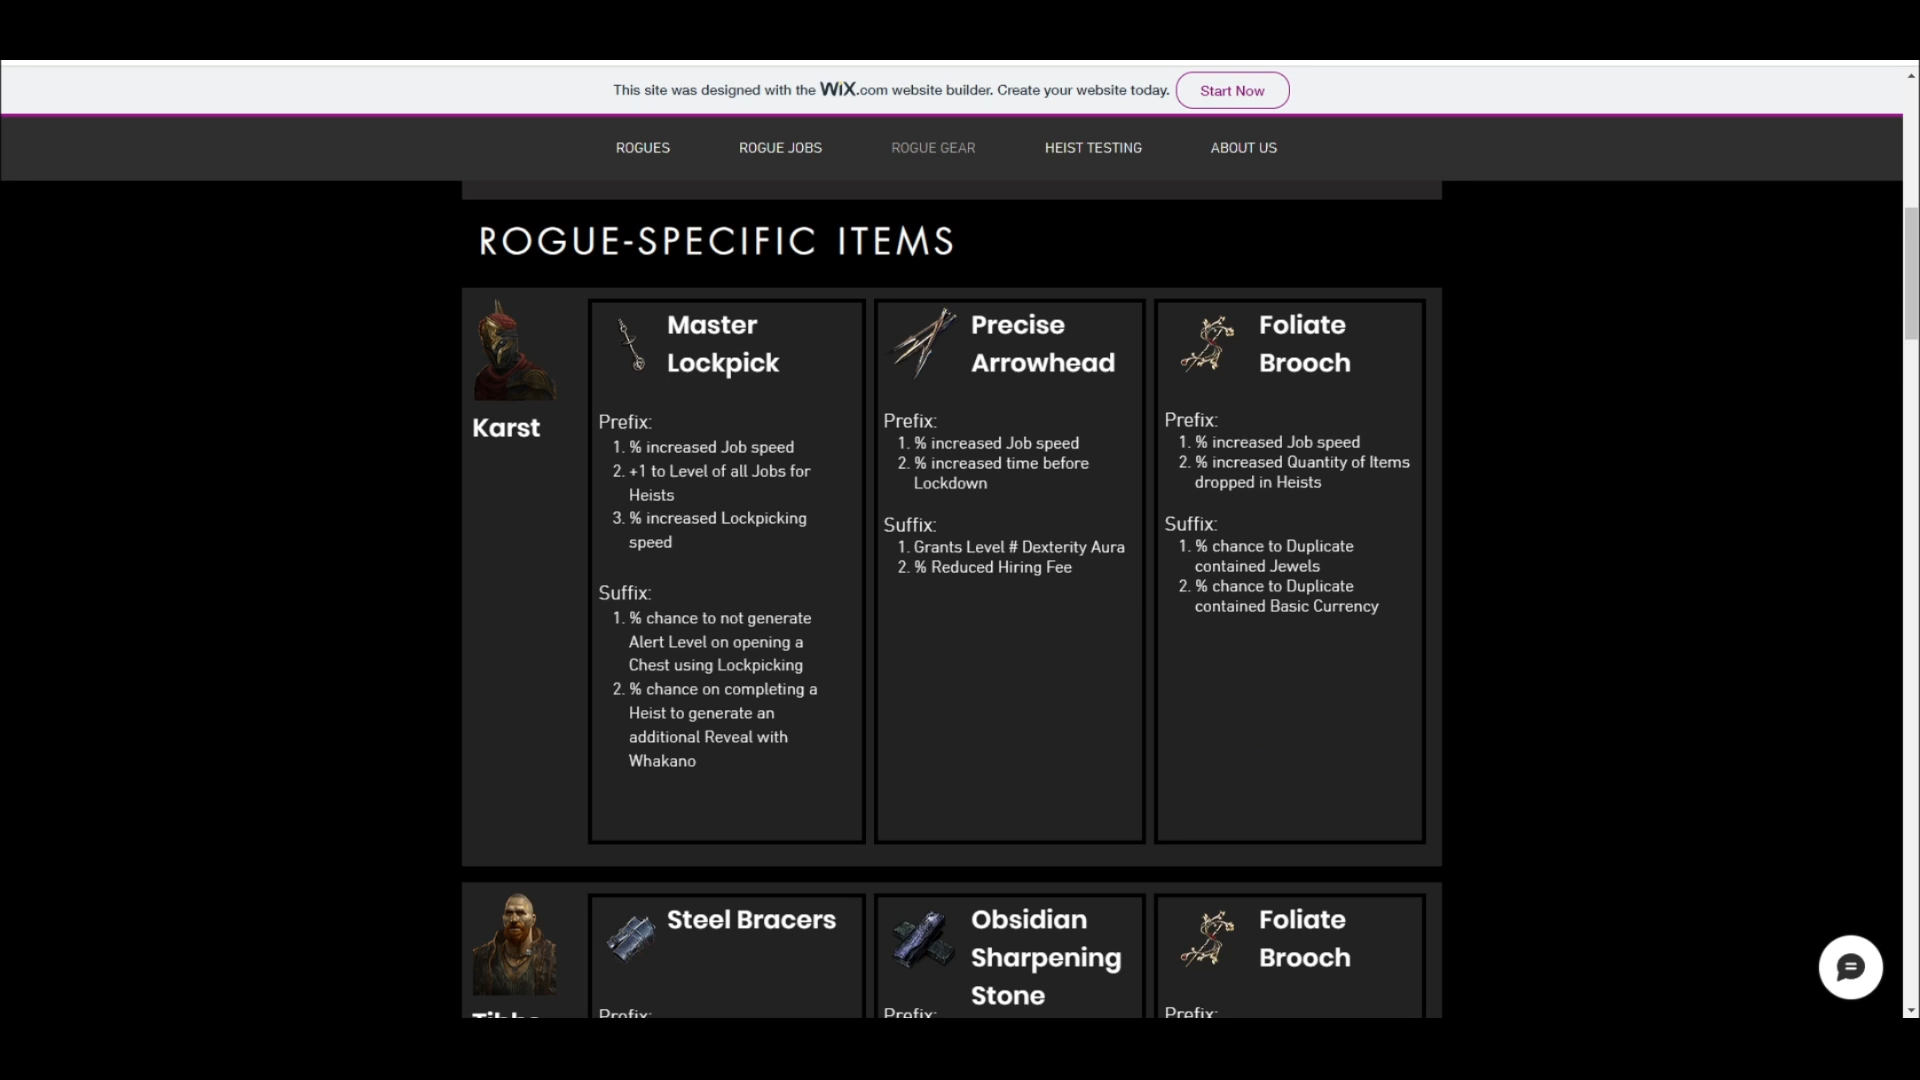 This site was designed with the WiX.com website builder. Create your website today.
Start Now
ROGUES
ROGUE JOBS
ROGUE GEAR
HEIST TESTING
ABOUT US
ROGUE-SPECIFIC ITEMS
Karst
Master
Lockpick
Prefix:
1. % increased Job speed
2. +1 to Level of all Jobs for
Heists
3. % increased Lockpicking
speed
Suffix:
1. % chance to not generate
Alert Level on opening a
Chest using Lockpicking
2. % chance on completing a
Heist to generate an
additional Reveal with
Whakano
Precise
Arrowhead
Prefix:
1. % increased Job speed
2. % increased time before
Lockdown
Suffix:
1. Grants Level # Dexterity Aura
2. % Reduced Hiring Fee
Foliate
Brooch
Prefix:
1. % increased Job speed
2. % increased Quantity of Items
dropped in Heists
Suffix:
1. % chance to Duplicate
contained Jewels
2. % chance to Duplicate
contained Basic Currency
Steel Bracers
Prefix:
Obsidian
Sharpening
Stone
Prefix:
Foliate
Brooch
Prefix: